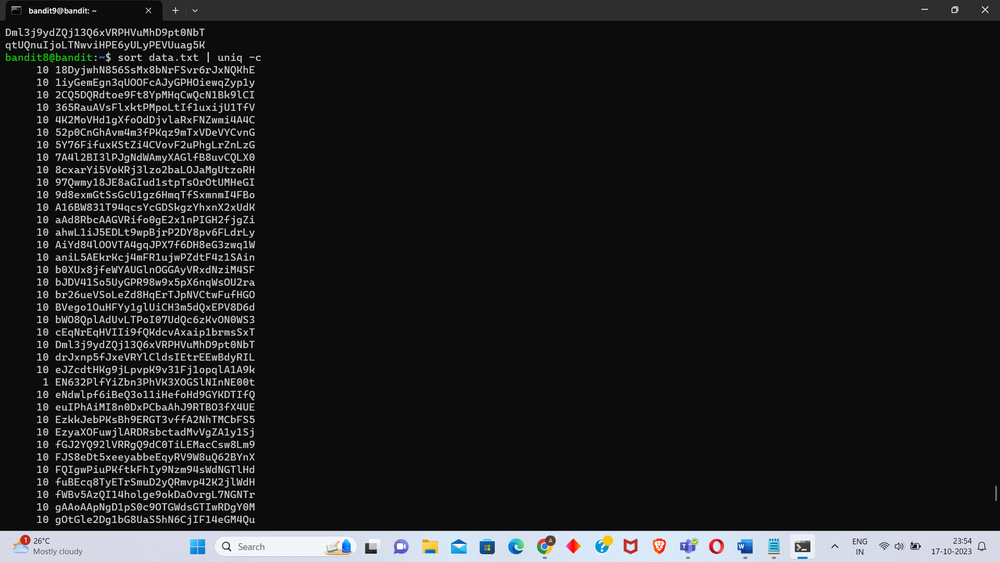 bandit9@bandit: ~
Dml3j9ydZQj13Q6xVRPHVuMhD9pt0NbT
qtUQnuIjoLTNwviHPE6yULyPEVUuag5K
bandit8@bandit:~$ sort data.txt | uniq -c
10 18DyjwhN856SsMx8bNrFSvr6rJxNQKhE
10 1iyGemEgn3qUOOFcAJyGPHOiewqZyp1y
10 2CQ5DQRdtoe9Ft8YpMHqCwQcN1Bk9lCI
10 365RauAVsFlxktPMpoLtIf1uxijU1TfV
10 4K2MoVHd1gXfoOdDjvlaRxFNZwmi4A4C
10 52p0CnGhAvm4m3fPKqz9mTxVDeVYCvnG
10 5Y76FifuxKStZi4CVovF2uPhgLrZnLzG
10 7A4l2BI3lPJgNdWAmyXAGlfB8uvCQLX0
10 8cxarYi5VoKRj3lzo2baLOJaMgUtzoRH
10 97Qwmy18JE8aGIud1stpTsOrOtUMHeGI
10 9d8exmGtSsGcU1gz6HmqTfSxmnmI4FBo
10 A16BW831T94qcsYcGDSkgzYhxnX2xUdK
10 aAd8RbcAAGVRifo0gE2x1nPIGH2fjgZi
10 ahwL1iJ5EDLt9wpBjrP2DY8pv6FLdrLy
10 AiYd84lOOVTA4gqJPX7f6DH8eG3zwq1W
10 aniL5AEkrKcj4mFR1ujwPZdtF4z1SAin
10 b0XUx8jfeWYAUGlnOGGAyVRxdNziM4SF
10 bJDV41So5UyGPR98w9x5pX6nqWsOU2ra
10 br26ueVSoLeZd8HqErTJpNVCtwFufHGO
10 BVego1OuHFYy1glUiCH3m5dQxEPV8D6d
10 bWO8QplAdUvLTPoI07UdQc6zKvON0WS3
10 cEqNrEqHVIIi9fQKdcvAxaip1brmsSxT
10 Dml3j9ydZQj13Q6xVRPHVuMhD9pt0NbT
10 drJxnp5fJxeVRYlCldsIEtrEEwBdyRIL
10 eJZcdtHKg9jLpvpK9v31Fj1opqlA1A9k
1 EN632PlfYiZbn3PhVK3XOGSlNInNE00t
10 eNdwlpf6iBeQ3o11iHefoHd9GYKDTIfQ
10 euIPhAiMI8n0DxPCbaAhJ9RTBO3fX4UE
10 EzkkJebPKsBh9ERGT3vffA2NhTMCbFS5
10 EzyaXOFuwjlARDRsbctadMvVgZA1y1Sj
10 fGJ2YQ92lVRRgQ9dC0TiLEMacCsw8Lm9
10 FJS8eDt5xeeyabbeEqyRV9W8uQ62BYnX
10 FQIgwPiuPKftkFhIy9Nzm94sWdNGTlHd
10 fuBEcq8TyETrSmuD2yQRmvp42K2jlWdH
10 fWBv5AzQI14holge9okDaOvrgL7NGNTr
10 gAAoAApNgD1pS0c9OTGWdsGTIwRDgY0M
10 gOtGle2Dg1bG8UaS5hN6CjIF14eGM4Qu
1
26°C
Mostly cloudy
Search
A
ENG
IN
23:54
17-10-2023